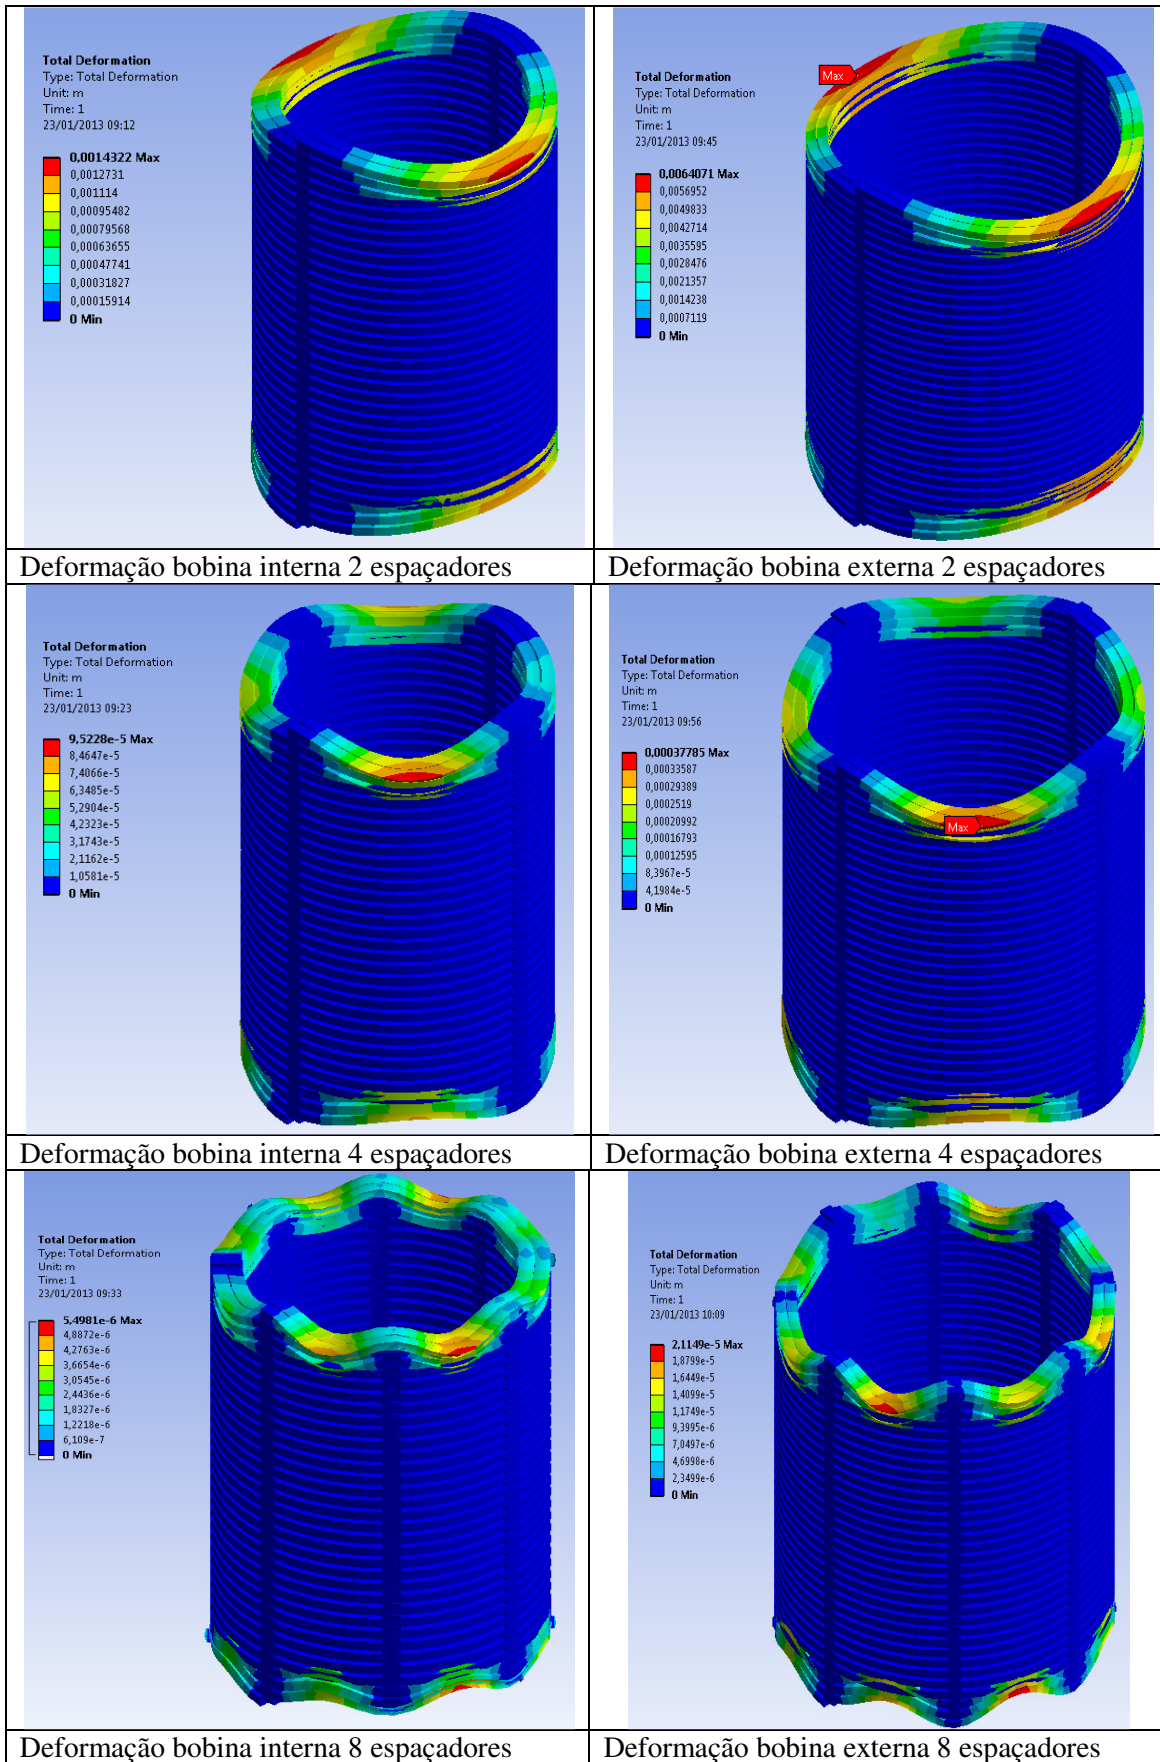 Total Deformation
Type: Total Deformation
Unit: m
Time: 1
23/01/2013 09:12
0,0014322 Max
0,0012731
0,001114
0,00095482
0,00079568
0,00063655
0,00047741
0,00031827
0,00015914
0 Min
Total Deformation
Type: Total Deformation
Unit: m
Time: 1
23/01/2013 09:45
0,0064071 Max
0,0056952
0,0049833
0,0042714
0,0035595
0,0028476
0,0021357
0,0014238
0,0007119
0 Min
Max
Deformação bobina interna 2 espaçadores
Deformação bobina externa 2 espaçadores
Total Deformation
Type: Total Deformation
Unit: m
Time: 1
23/01/2013 09:23
9,5228e-5 Max
8,4647e-5
7,4066e-5
6,3485e-5
5,2904e-5
4,2323e-5
3,1743e-5
2,1162e-5
1,0581e-5
0 Min
Total Deformation
Type: Total Deformation
Unit: m
Time: 1
23/01/2013 09:56
0,00037785 Max
0,00033587
0,00029389
0,0002519
0,00020992
0,00016793
0,00012595
8,3967e-5
4,1984e-5
0 Min
Max
Deformação bobina interna 4 espaçadores
Deformação bobina externa 4 espaçadores
Total Deformation
Type: Total Deformation
Unit: m
Time: 1
23/01/2013 09:33
5,4981e-6 Max
4,8872e-6
4,2763e-6
3,6654e-6
3,0545e-6
2,4436e-6
1,8327e-6
1,2218e-6
6,109e-7
0 Min
Total Deformation
Type: Total Deformation
Unit: m
Time: 1
23/01/2013 10:09
2,1149e-5 Max
1,8799e-5
1,6449e-5
1,4099e-5
1,1749e-5
9,3995e-6
7,0497e-6
4,6998e-6
2,3499e-6
0 Min
Deformação bobina interna 8 espaçadores
Deformação bobina externa 8 espaçadores